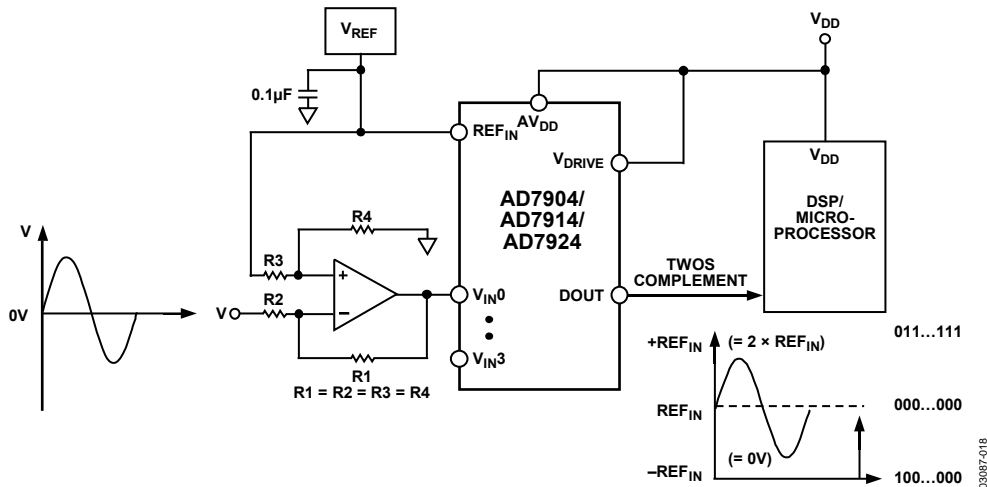 VREF
0.1µF
VDD
AVDD
REFIN
VDRIVE
VDD
DSP/
MICRO-
PROCESSOR
AD7904/
AD7914/
AD7924
R4
V
R3
+
TWOS
COMPLEMENT
0V
V
R2
–
VIN0
DOUT
VIN3
R1
R1 = R2 = R3 = R4
+REFIN
(= 2 × REFIN)
011…111
REFIN
000…000
(= 0V)
–REFIN
100…000
03087-018